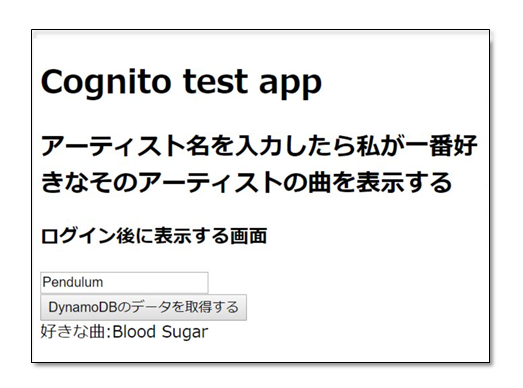 Cognito test app
アーティスト名を入力したら私が一番好
きなそのアーティストの曲を表示する
ログイン後に表示する画面
Pendulum
DynamoDBのデータを取得する
好きな曲:Blood Sugar